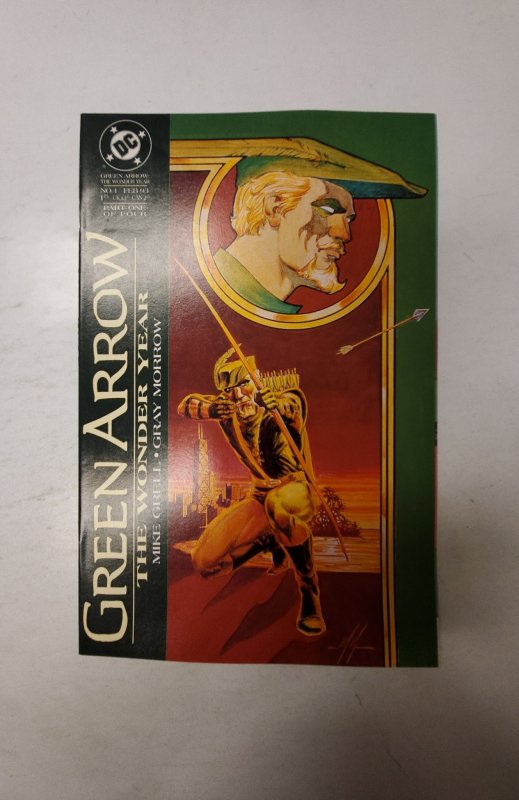 DC
GREEN ARROW:
THE WONDER YEAR
NO. 1 FEB 93
PART ONE
OF FOUR
GREEN ARROW
THE WONDER YEAR
MIKE GRELL • GRAY MORROW